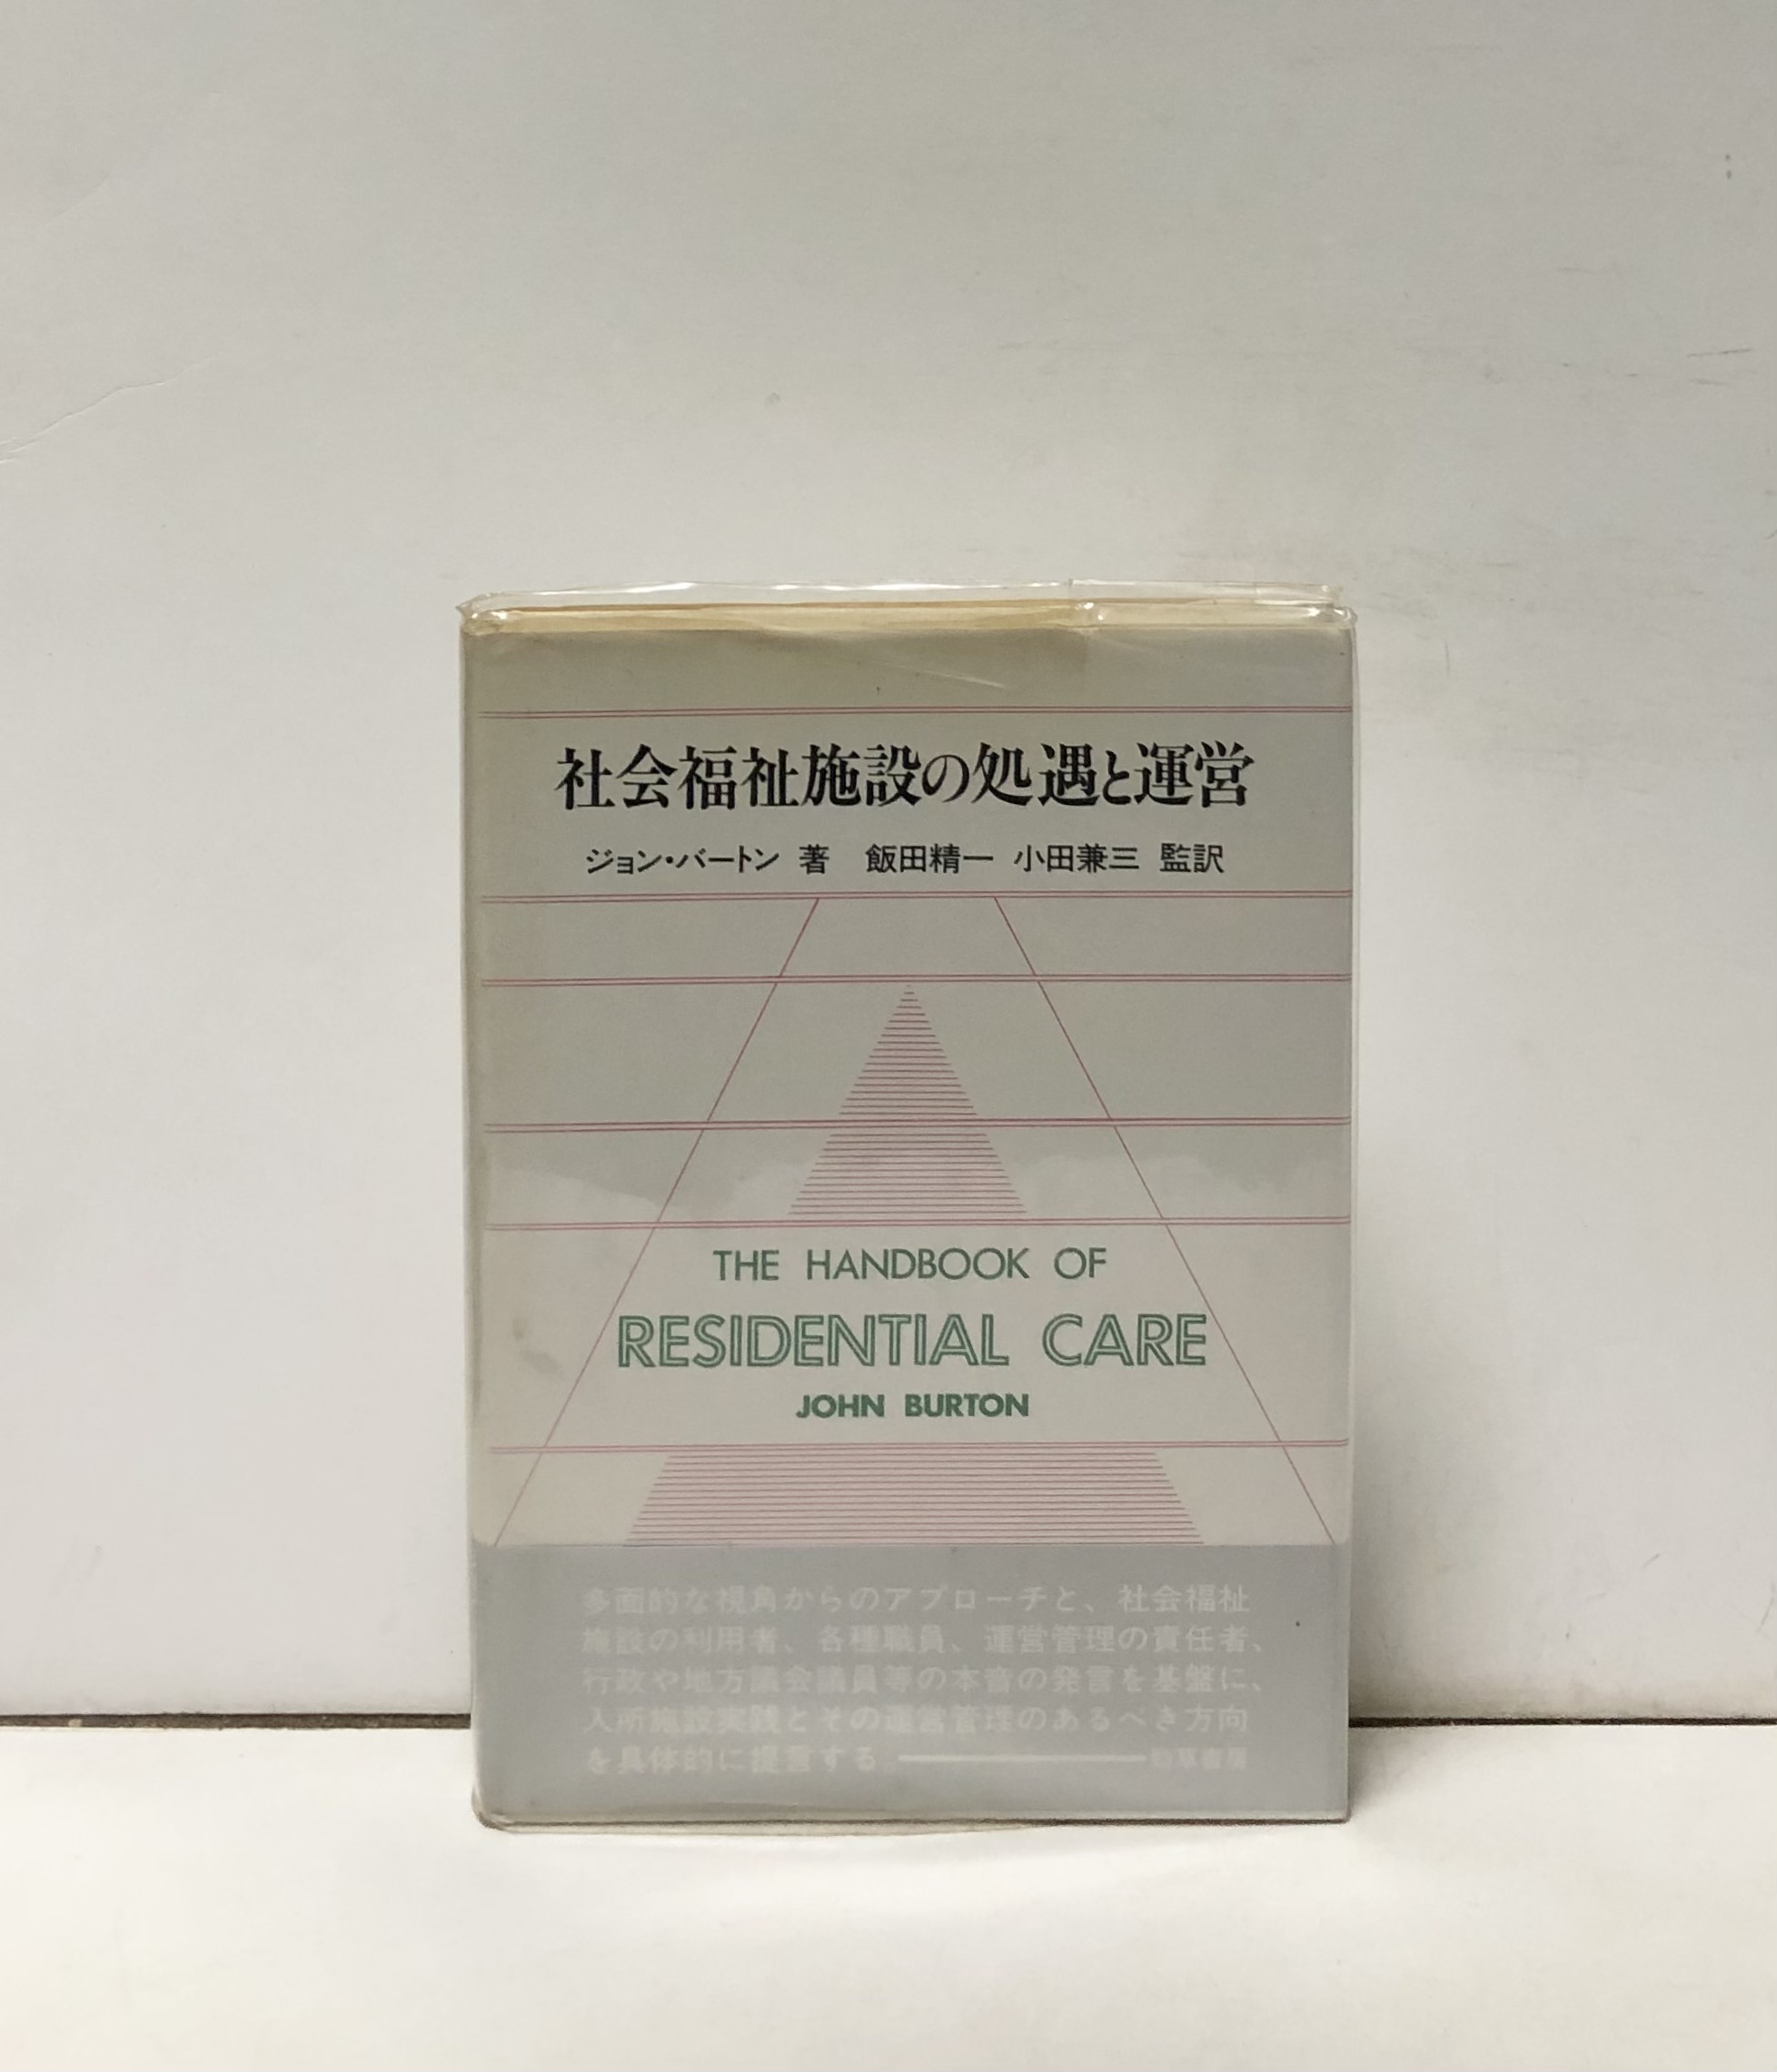 社会福祉施設の処遇と運営
ジョン・バートン 著 飯田精一 小田兼三 監訳
THE HANDBOOK OF
RESIDENTIAL CARE
JOHN BURTON
多面的な視角からのアプローチと、社会福祉
施設の利用者、各種職員、運営管理の責任者、
行政や地方議会議員等の本音の発言を基盤に、
入所施設実践とその運営管理のあるべき方向
を具体的に提言する。――――勁草書房